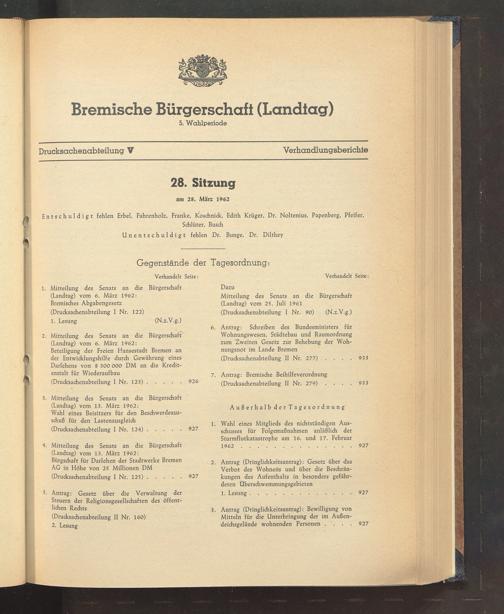 Bremische Bürgerschaft (Landtag)
5. Wahlperiode
Drucksachenabteilung V
Verhandlungsberichte
28. Sitzung
am 28. März 1962
Entschuldigt fehlen Erbel, Fahrenholz, Franke, Koschnick, Edith Krüger, Dr. Noltenius, Papenberg, Pfeifer,
Schlüter, Busch
Unentschuldigt fehlen Dr. Bunge, Dr. Dilthey
Gegenstände der Tagesordnung:
Verhandelt Seite:
1. Mitteilung des Senats an die Bürgerschaft
(Landtag) vom 6. März 1962:
Bremisches Abgabengesetz
(Drucksachenabteilung I Nr. 122)
1. Lesung (N.z.V.g.)
2. Mitteilung des Senats an die Bürgerschaft
(Landtag) vom 6. März 1962:
Beteiligung der Freien Hansestadt Bremen an
der Entwicklungshilfe durch Gewährung eines
Darlehens von 8 500 000 DM an die Kredit-
anstalt für Wiederaufbau
(Drucksachenabteilung I Nr. 123) . . . . . 926
3. Mitteilung des Senats an die Bürgerschaft
(Landtag) vom 13. März 1962:
Wahl eines Beisitzers für den Beschwerdeaus-
schuß für den Lastenausgleich
(Drucksachenabteilung I Nr. 124) . . . . . 927
4. Mitteilung des Senats an die Bürgerschaft
(Landtag) vom 13. März 1962:
Bürgschaft für Darlehen der Stadtwerke Bremen
AG in Höhe von 25 Millionen DM
(Drucksachenabteilung I Nr. 125) . . . . . 927
5. Antrag: Gesetz über die Verwaltung der
Steuern der Religionsgesellschaften des öffent-
lichen Rechts
(Drucksachenabteilung II Nr. 160)
2. Lesung
Verhandelt Seite:
Dazu
Mitteilung des Senats an die Bürgerschaft
(Landtag) vom 25. Juli 1961
(Drucksachenabteilung I Nr. 90) (N.z.V.g.)
6. Antrag: Schreiben des Bundesministers für
Wohnungswesen, Städtebau und Raumordnung
zum Zweiten Gesetz zur Behebung der Woh-
nungsnot im Lande Bremen
(Drucksachenabteilung II Nr. 277) . . . . . 933
7. Antrag: Bremische Beihilfeverordnung
(Drucksachenabteilung II Nr. 279) . . . . . 933
Außerhalb der Tagesordnung
1. Wahl eines Mitglieds des nichtständigen Aus-
schusses für Folgemaßnahmen anläßlich der
Sturmflutkatastrophe am 16. und 17. Februar
1962 . . . . . . . . . . . . . . . . . . 927
2. Antrag (Dringlichkeitsantrag): Gesetz über das
Verbot des Wohnens und über die Beschrän-
kungen des Aufenthalts in besonders gefähr-
deten Überschwemmungsgebieten
1. Lesung . . . . . . . . . . . . . . . . 927
3. Antrag (Dringlichkeitsantrag): Bewilligung von
Mitteln für die Unterbringung der im Außen-
deichsgelände wohnenden Personen . . . . . 927